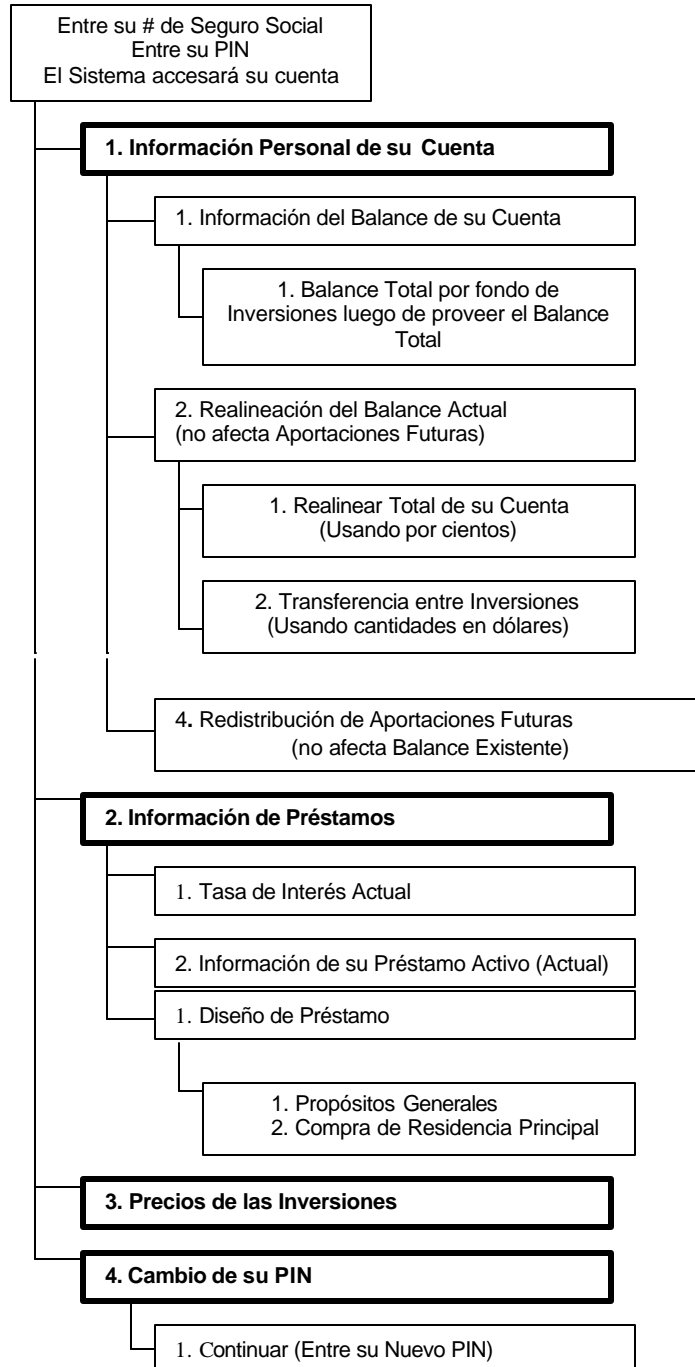 Entre su # de Seguro Social
Entre su PIN
El Sistema accesará su cuenta
1. Información Personal de su Cuenta
1. Información del Balance de su Cuenta
1. Balance Total por fondo de
Inversiones luego de proveer el Balance
Total
2. Realineación del Balance Actual
(no afecta Aportaciones Futuras)
1. Realinear Total de su Cuenta
(Usando por cientos)
2. Transferencia entre Inversiones
(Usando cantidades en dólares)
4. Redistribución de Aportaciones Futuras
(no afecta Balance Existente)
2. Información de Préstamos
1. Tasa de Interés Actual
2. Información de su Préstamo Activo (Actual)
1. Diseño de Préstamo
1. Propósitos Generales
2. Compra de Residencia Principal
3. Precios de las Inversiones
4. Cambio de su PIN
1. Continuar (Entre su Nuevo PIN)